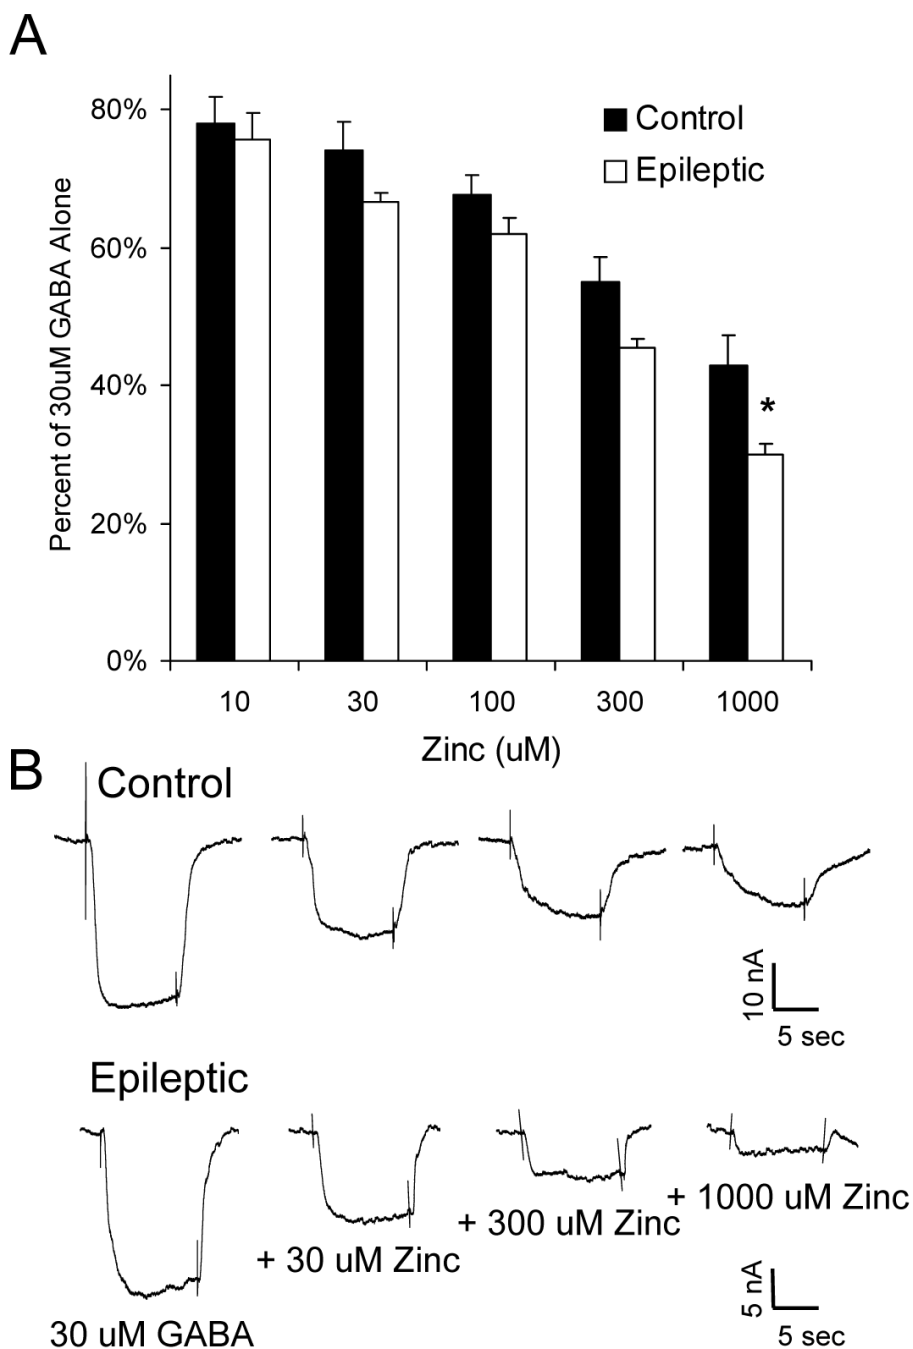 A
Percent of 30uM GABA Alone
80%
60%
40%
20%
0%
Control
Epileptic
*
10 30 100 300 1000
Zinc (uM)
B
Control
10 nA
5 sec
Epileptic
+ 1000 uM Zinc
+ 300 uM Zinc
+ 30 uM Zinc
30 uM GABA
5 nA
5 sec